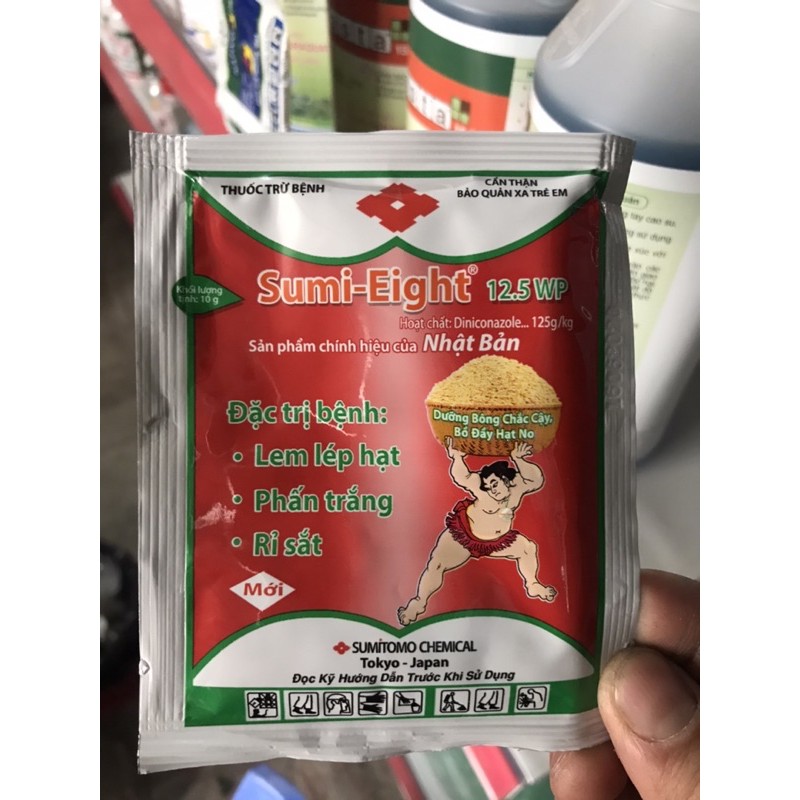 THUỐC TRỪ BỆNH
CẨN THẬN
BẢO QUẢN XA TRẺ EM
Khối lượng
tịnh: 10 g
Sumi-Eight® 12.5 WP
Hoạt chất: Diniconazole... 125g/kg
Sản phẩm chính hiệu của Nhật Bản
Đặc trị bệnh:
• Lem lép hạt
• Phấn trắng
• Rỉ sắt
Dưỡng Bông Chắc Cậy,
Bồ Đầy Hạt No
Mới
SUMITOMO CHEMICAL
Tokyo - Japan
Đọc Kỹ Hướng Dẫn Trước Khi Sử Dụng